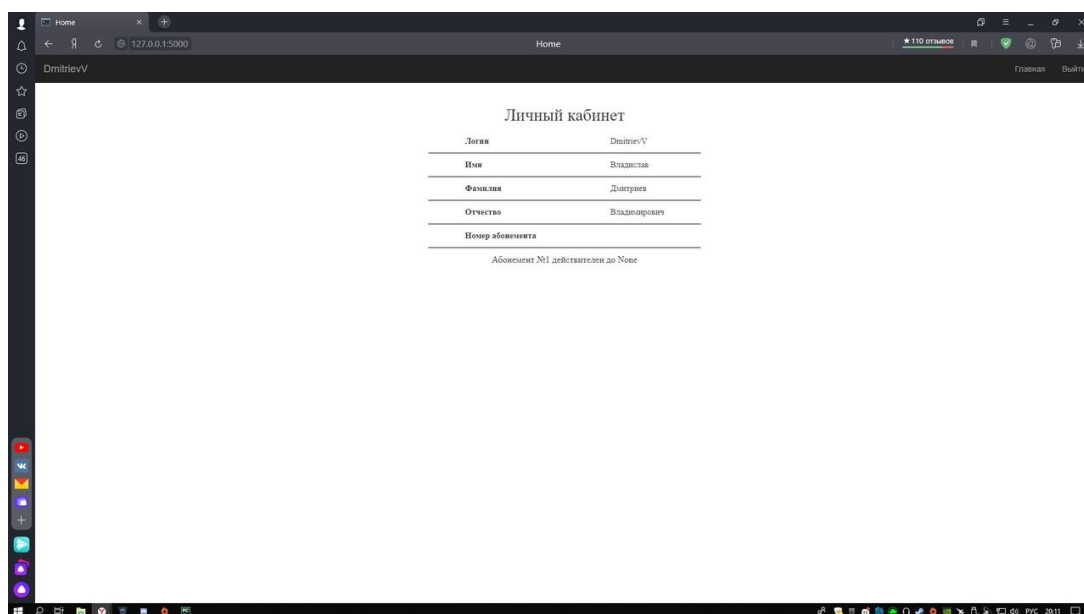 Home
Я
127.0.0.1:5000
Home
★ 110 отзывов
DmitrievV
Главная
Выйти
Личный кабинет
Логин DmitrievV
Имя Владислав
Фамилия Дмитриев
Отчество Владимирович
Номер абонемента
Абонемент №1 действителен до None
46
РУС 20:11